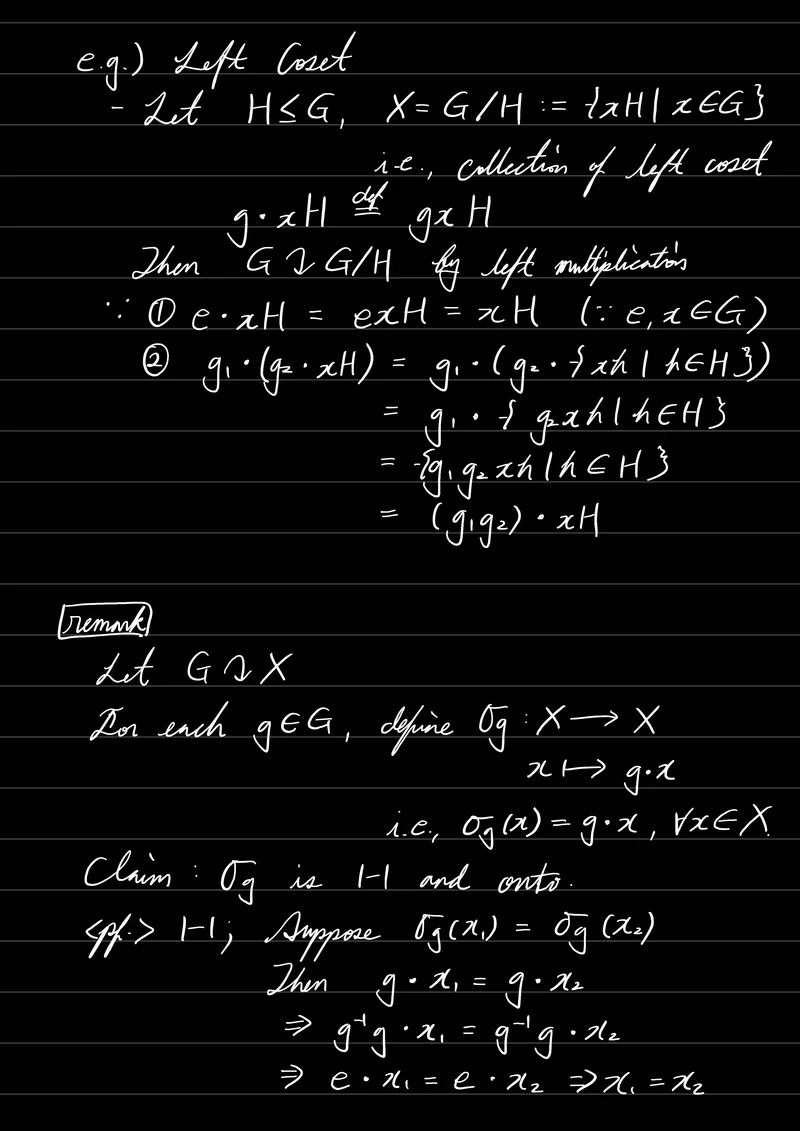 e.g.) Left Coset
- Let H≤G, X = G/H := {xH | x∈G}
i.e., collection of left coset
g·xH ≝ gxH
Then G ↷ G/H by left multiplication
∵ ① e·xH = exH = xH (∵ e, x∈G)
② g₁·(g₂·xH) = g₁·(g₂·{xh | h∈H})
= g₁·{g₂xh | h∈H}
= {g₁g₂xh | h∈H}
= (g₁g₂)·xH
remark
Let G ↷ X
For each g∈G, define σg : X ⟶ X
x ⟼ g·x
i.e., σg(x) = g·x, ∀x∈X.
Claim : σg is 1-1 and onto.
<pf.> 1-1; Suppose σg(x₁) = σg(x₂)
Then g·x₁ = g·x₂
⇒ g⁻¹g·x₁ = g⁻¹g·x₂
⇒ e·x₁ = e·x₂ ⇒ x₁ = x₂